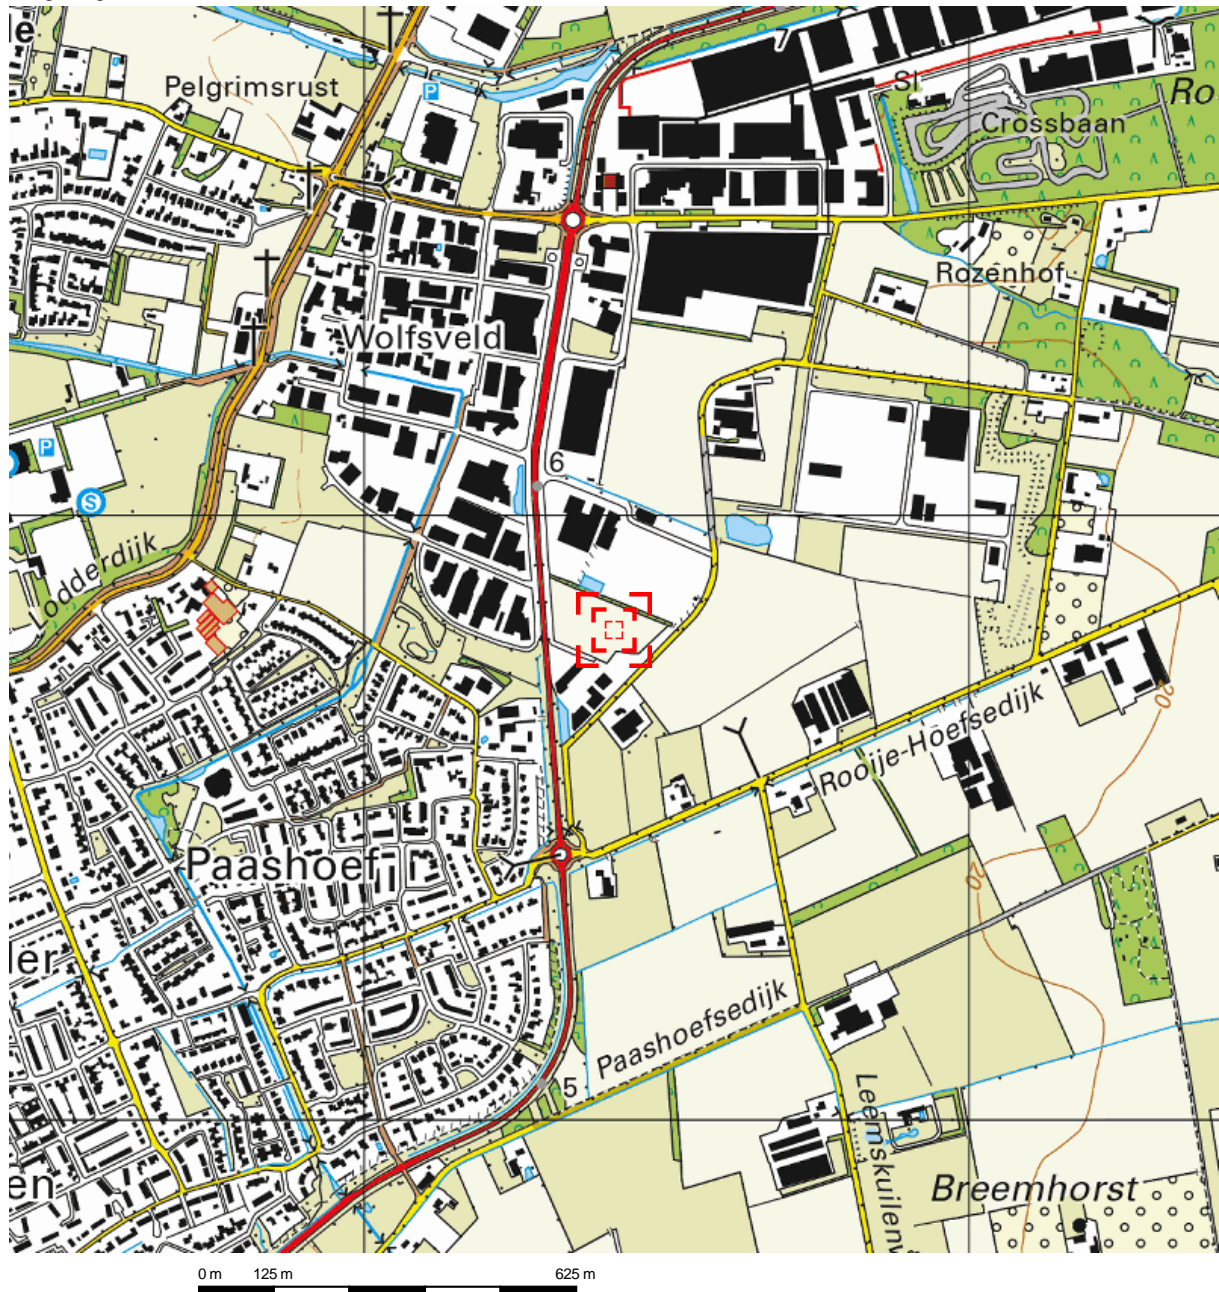 le
Pelgrimsrust
P
Sl
Ro
Crossbaan
Rozenhof
Wolfsveld
P
6
S
Lodderdijk
20
Rooije-Hoefsedijk
Paashoef
20
ler
Paashoefsedijk
5
Leemskuilenw
en
Breemhorst
0 m 125 m 625 m